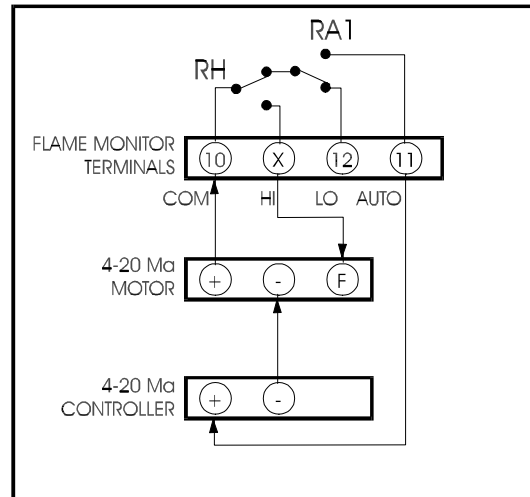 RA1
RH
FLAME MONITOR
TERMINALS
10 X 12 11
COM HI LO AUTO
4-20 Ma
MOTOR
+ - F
4-20 Ma
CONTROLLER
+ -